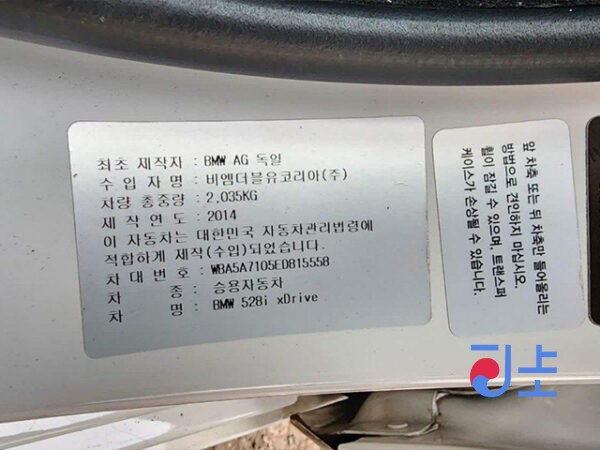 최초 제작자 : BMW AG 독일
수 입 자 명 : 비엠더블유코리아(주)
차량 총중량 : 2.035KG
제 작 연 도 : 2014
이 자동차는 대한민국 자동차관리법령에
적합하게 제작(수입)되었습니다.
차 대 번 호 : WBA5A7105ED815558
차 종 : 승용자동차
차 명 : BMW 528i xDrive
앞 차축 또는 뒤 차축만 들어올리는
방법으로 견인하지 마십시오.
휠이 잠길 수 있으며, 트랜스퍼
케이스가 손상될 수 있습니다.